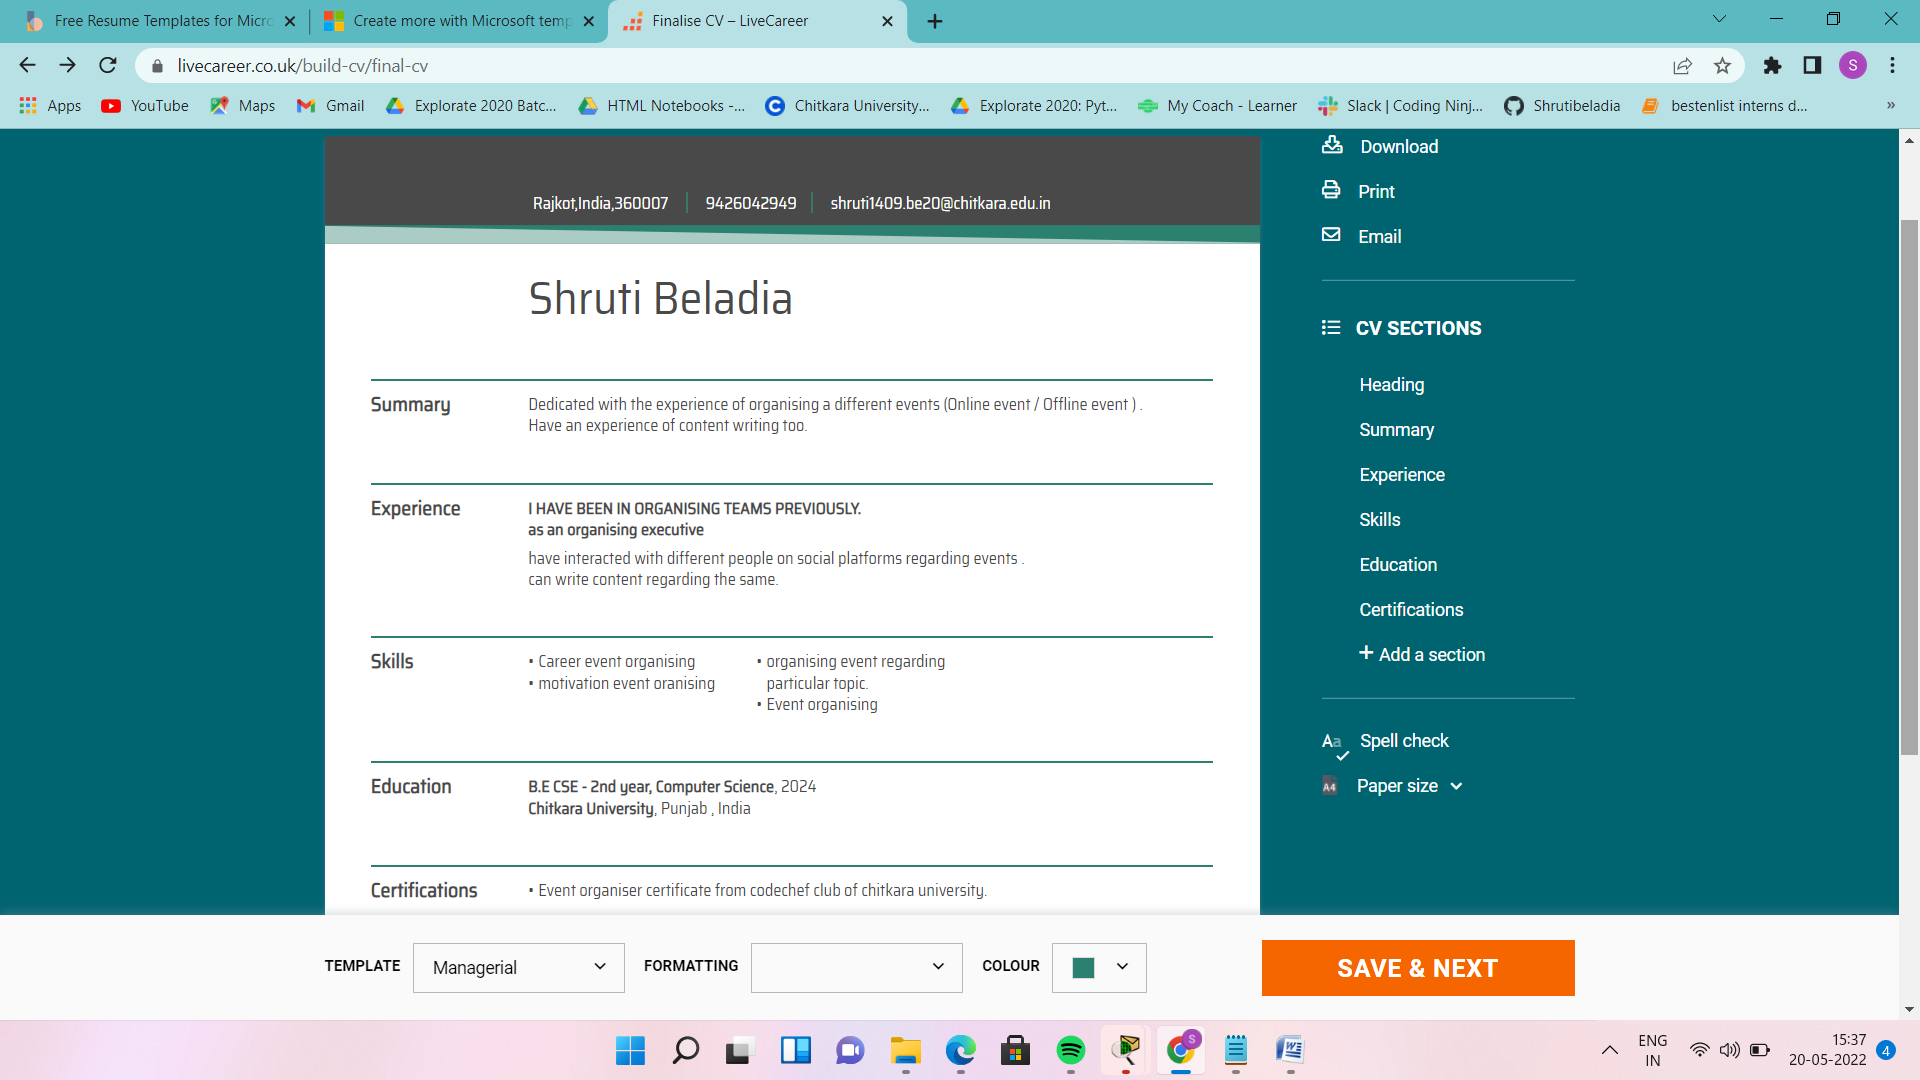 Free Resume Templates for Micro
Create more with Microsoft temp
Finalise CV – LiveCareer
livecareer.co.uk/build-cv/final-cv
S
Apps
YouTube
Maps
Gmail
Explorate 2020 Batc...
HTML Notebooks -...
Chitkara University...
Explorate 2020: Pyt...
My Coach - Learner
Slack | Coding Ninj...
Shrutibeladia
bestenlist interns d...
»
Rajkot,India,360007
9426042949
shruti1409.be20@chitkara.edu.in
Shruti Beladia
Summary
Dedicated with the experience of organising a different events (Online event / Offline event ) .
Have an experience of content writing too.
Experience
I HAVE BEEN IN ORGANISING TEAMS PREVIOUSLY.
as an organising executive
have interacted with different people on social platforms regarding events .
can write content regarding the same.
Skills
• Career event organising
• motivation event oranising
• organising event regarding
particular topic.
• Event organising
Education
B.E CSE - 2nd year, Computer Science, 2024
Chitkara University, Punjab , India
Certifications
• Event organiser certificate from codechef club of chitkara university.
Download
Print
Email
CV SECTIONS
Heading
Summary
Experience
Skills
Education
Certifications
+ Add a section
Aa
Spell check
A4
Paper size
TEMPLATE
Managerial
FORMATTING
COLOUR
SAVE & NEXT
S
ENG
IN
15:37
20-05-2022
4